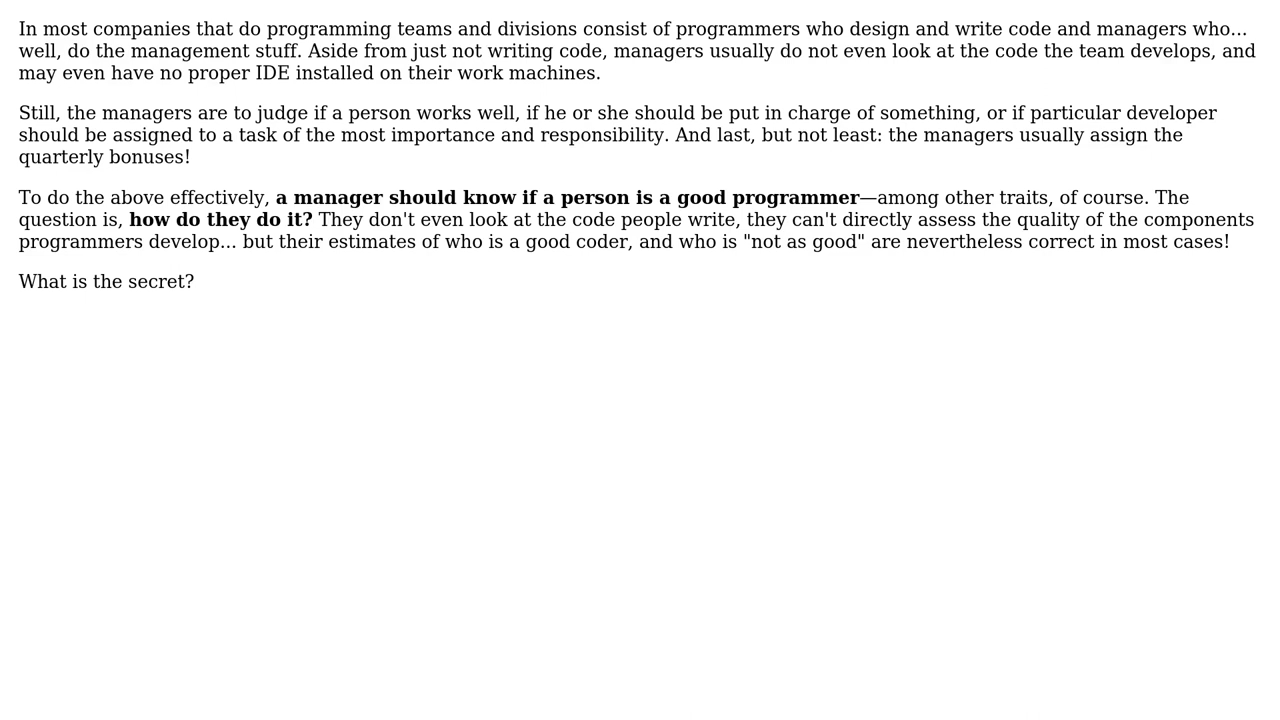 In most companies that do programming teams and divisions consist of programmers who design and write code and managers who...
well, do the management stuff. Aside from just not writing code, managers usually do not even look at the code the team develops, and
may even have no proper IDE installed on their work machines.
Still, the managers are to judge if a person works well, if he or she should be put in charge of something, or if particular developer
should be assigned to a task of the most importance and responsibility. And last, but not least: the managers usually assign the
quarterly bonuses!
To do the above effectively, a manager should know if a person is a good programmer—among other traits, of course. The
question is, how do they do it? They don't even look at the code people write, they can't directly assess the quality of the components
programmers develop... but their estimates of who is a good coder, and who is "not as good" are nevertheless correct in most cases!
What is the secret?